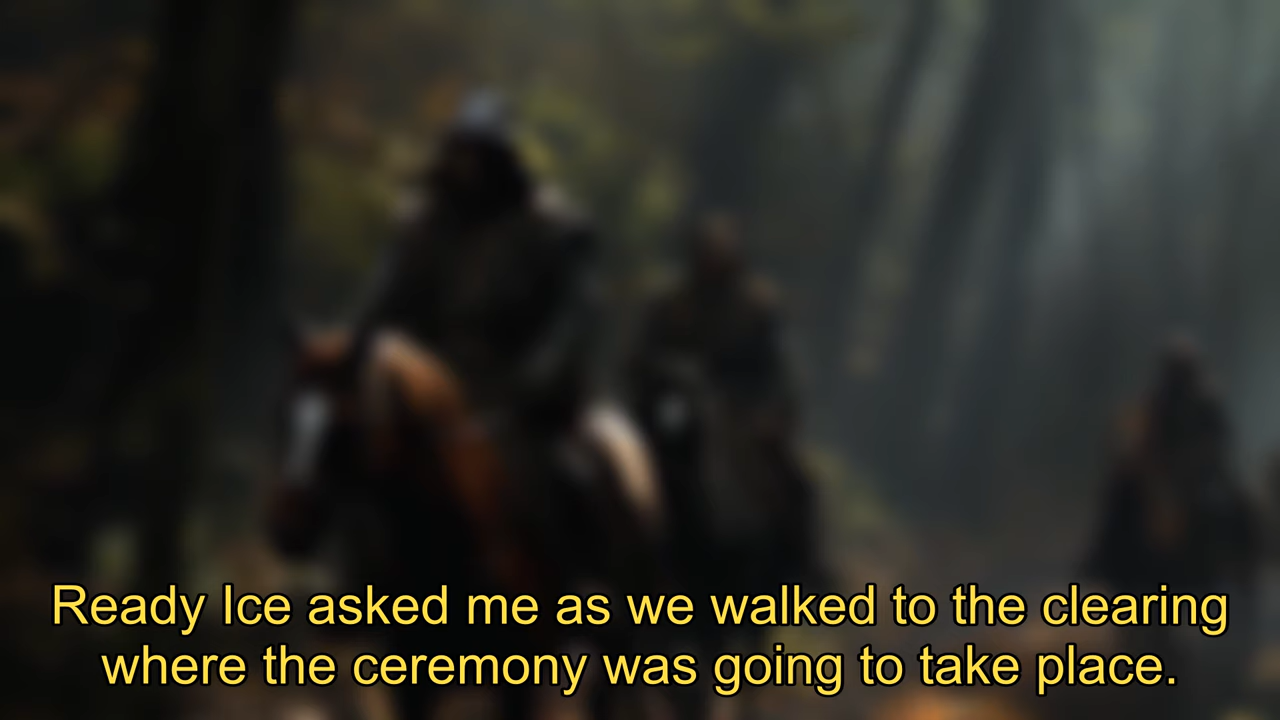 Ready Ice asked me as we walked to the clearing
where the ceremony was going to take place.